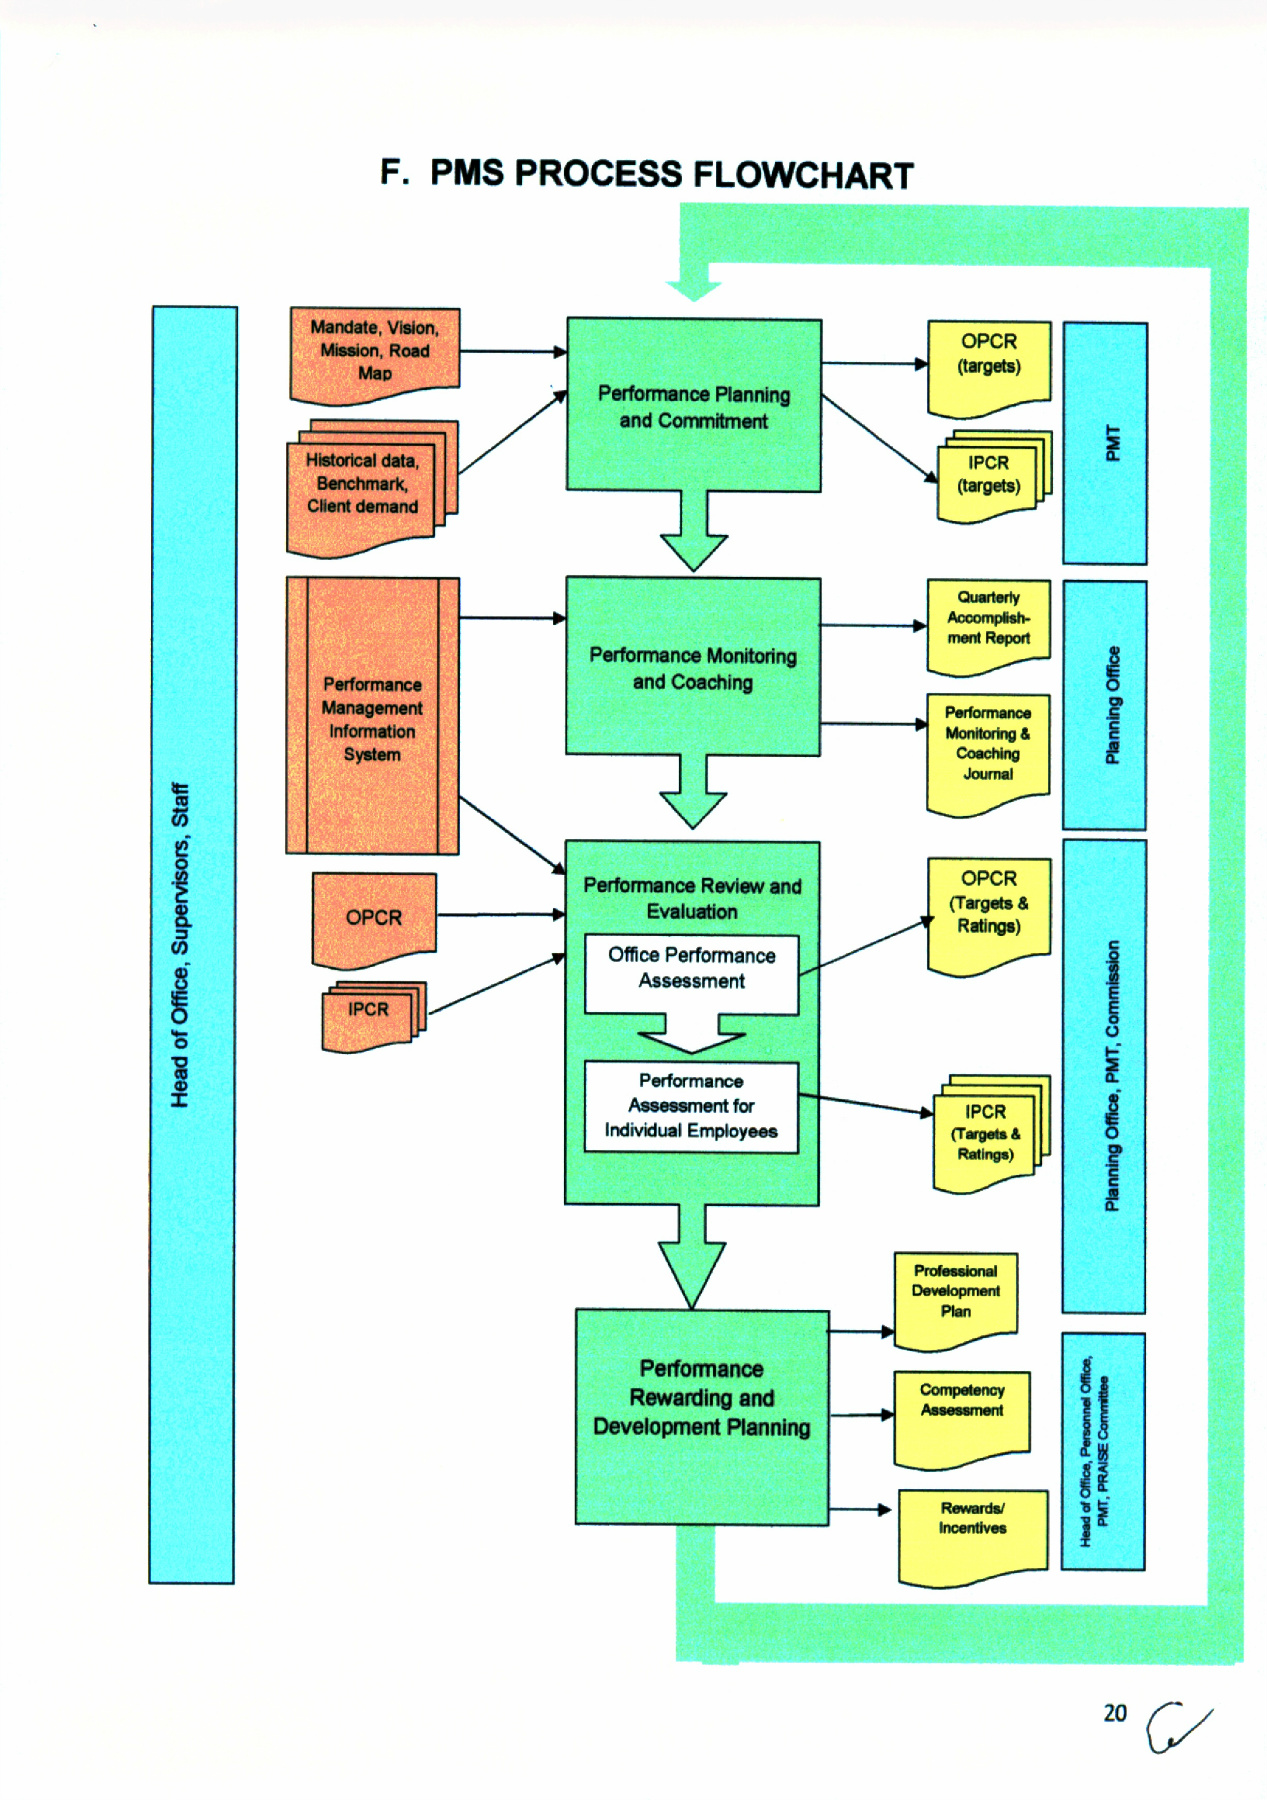 F. PMS PROCESS FLOWCHART
Head of Office, Supervisors, Staff
Mandate, Vision,
Mission, Road
Map
Historical data,
Benchmark,
Client demand
Performance Planning
and Commitment
OPCR
(targets)
IPCR
(targets)
PMT
Performance
Management
Information
System
Performance Monitoring
and Coaching
Quarterly
Accomplish-
ment Report
Performance
Monitoring &
Coaching
Journal
Planning Office
OPCR
IPCR
Performance Review and
Evaluation
Office Performance
Assessment
Performance
Assessment for
Individual Employees
OPCR
(Targets &
Ratings)
IPCR
(Targets &
Ratings)
Planning Office, PMT, Commission
Performance
Rewarding and
Development Planning
Professional
Development
Plan
Competency
Assessment
Rewards/
Incentives
Head of Office, Personnel Office,
PMT, PRAISE Committee
20